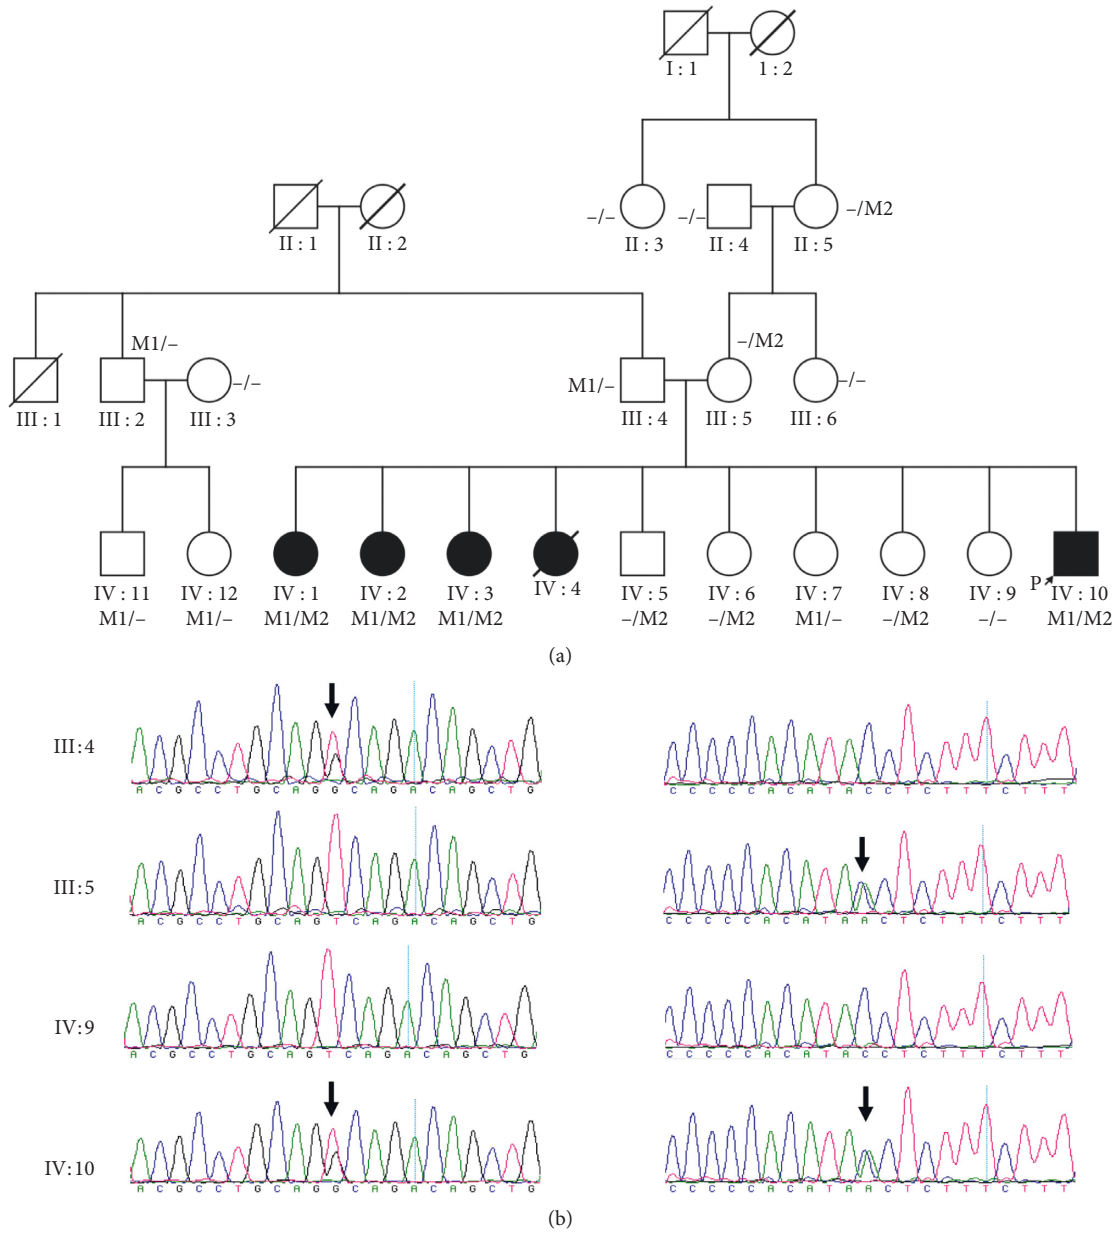 I : 1 1 : 2
–/– –/– –/M2
II : 1 II : 2 II : 3 II : 4 II : 5
M1/– –/M2
–/– M1/– –/–
III : 1 III : 2 III : 3 III : 4 III : 5 III : 6
P
IV : 11 IV : 12 IV : 1 IV : 2 IV : 3 IV : 4 IV : 5 IV : 6 IV : 7 IV : 8 IV : 9 IV : 10
M1/– M1/– M1/M2 M1/M2 M1/M2 –/M2 –/M2 M1/– –/M2 –/– M1/M2
(a)
III:4
A C G C C T G C A G G C A G A C A G C T G C C C C C A C A T A C C T C T T T C T T T
III:5
A C G C C T G C A G T C A G A C A G C T G C C C C C A C A T A A C T C T T T C T T T
IV:9
A C G C C T G C A G T C A G A C A G C T G C C C C C A C A T A C C T C T T T C T T T
IV:10
A C G C C T G C A G G C A G A C A G C T G C C C C C A C A T A A C T C T T T C T T T
(b)